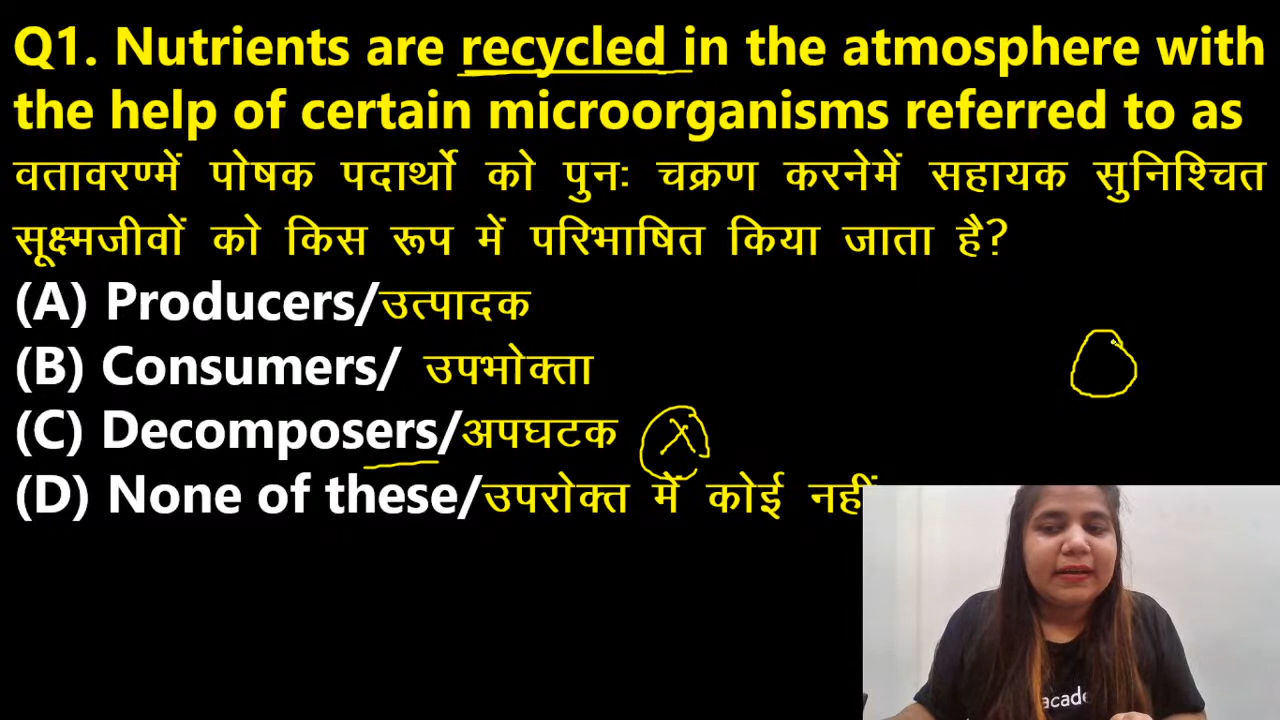 Q1. Nutrients are recycled in the atmosphere with
the help of certain microorganisms referred to as
वतावरण्में पोषक पदार्थो को पुनः चक्रण करनेमें सहायक सुनिश्चित
सूक्ष्मजीवों को किस रूप में परिभाषित किया जाता है?
(A) Producers/उत्पादक
(B) Consumers/ उपभोक्ता
(C) Decomposers/अपघटक
(D) None of these/उपरोक्त में कोई नहीं
acade